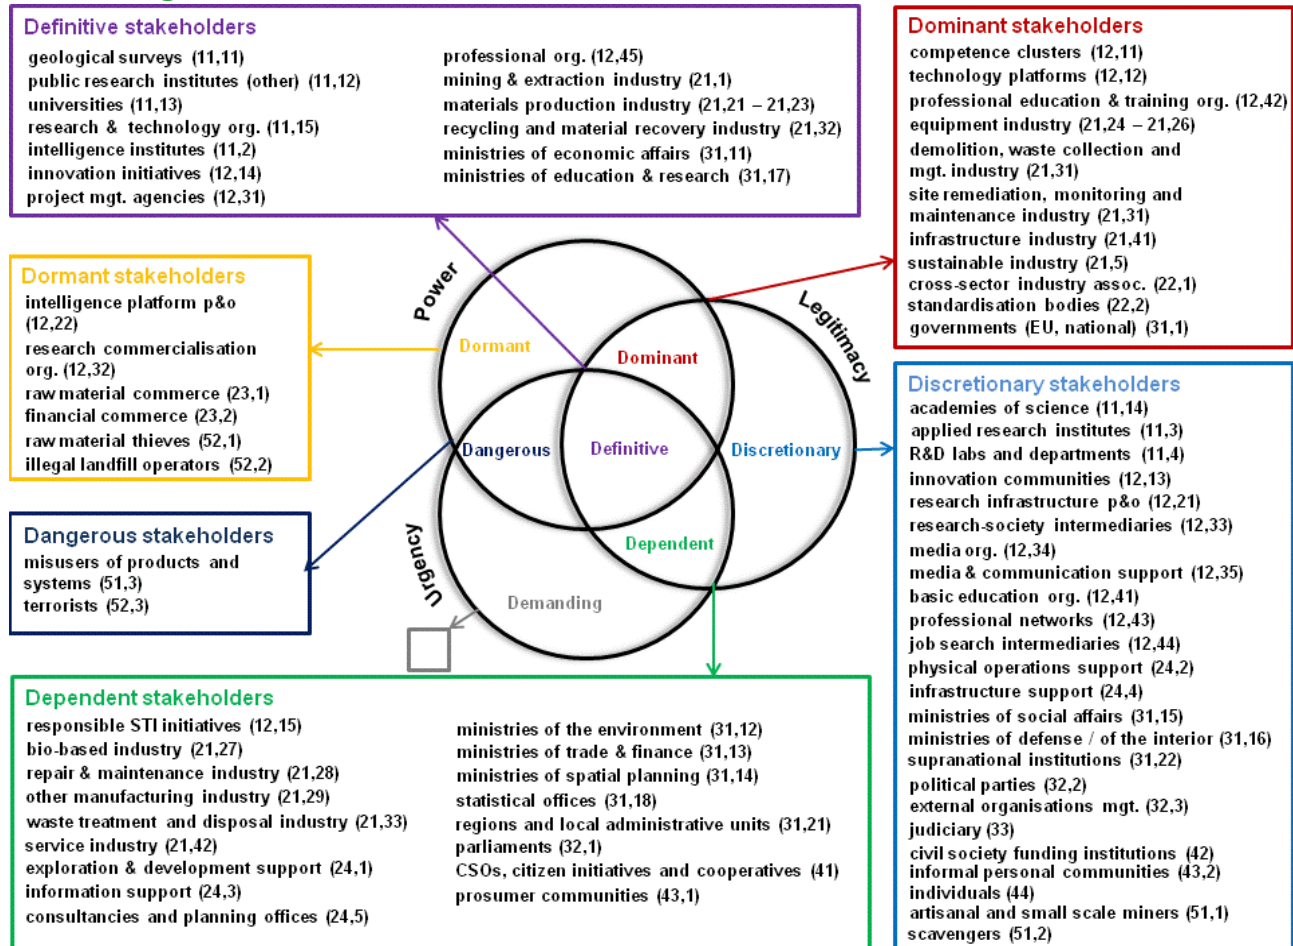 Definitive stakeholders
geological surveys (11,11)
public research institutes (other) (11,12)
universities (11,13)
research & technology org. (11,15)
intelligence institutes (11,2)
innovation initiatives (12,14)
project mgt. agencies (12,31)
professional org. (12,45)
mining & extraction industry (21,1)
materials production industry (21,21 – 21,23)
recycling and material recovery industry (21,32)
ministries of economic affairs (31,11)
ministries of education & research (31,17)
Dominant stakeholders
competence clusters (12,11)
technology platforms (12,12)
professional education & training org. (12,42)
equipment industry (21,24 – 21,26)
demolition, waste collection and
mgt. industry (21,31)
site remediation, monitoring and
maintenance industry (21,31)
infrastructure industry (21,41)
sustainable industry (21,5)
cross-sector industry assoc. (22,1)
standardisation bodies (22,2)
governments (EU, national) (31,1)
Dormant stakeholders
intelligence platform p&o
(12,22)
research commercialisation
org. (12,32)
raw material commerce (23,1)
financial commerce (23,2)
raw material thieves (52,1)
illegal landfill operators (52,2)
Power
Legitimacy
Urgency
Dormant
Dominant
Dangerous
Definitive
Discretionary
Dependent
Demanding
Discretionary stakeholders
academies of science (11,14)
applied research institutes (11,3)
R&D labs and departments (11,4)
innovation communities (12,13)
research infrastructure p&o (12,21)
research-society intermediaries (12,33)
media org. (12,34)
media & communication support (12,35)
basic education org. (12,41)
professional networks (12,43)
job search intermediaries (12,44)
physical operations support (24,2)
infrastructure support (24,4)
ministries of social affairs (31,15)
ministries of defense / of the interior (31,16)
supranational institutions (31,22)
political parties (32,2)
external organisations mgt. (32,3)
judiciary (33)
civil society funding institutions (42)
informal personal communities (43,2)
individuals (44)
artisanal and small scale miners (51,1)
scavengers (51,2)
Dangerous stakeholders
misusers of products and
systems (51,3)
terrorists (52,3)
Dependent stakeholders
responsible STI initiatives (12,15)
bio-based industry (21,27)
repair & maintenance industry (21,28)
other manufacturing industry (21,29)
waste treatment and disposal industry (21,33)
service industry (21,42)
exploration & development support (24,1)
information support (24,3)
consultancies and planning offices (24,5)
ministries of the environment (31,12)
ministries of trade & finance (31,13)
ministries of spatial planning (31,14)
statistical offices (31,18)
regions and local administrative units (31,21)
parliaments (32,1)
CSOs, citizen initiatives and cooperatives (41)
prosumer communities (43,1)